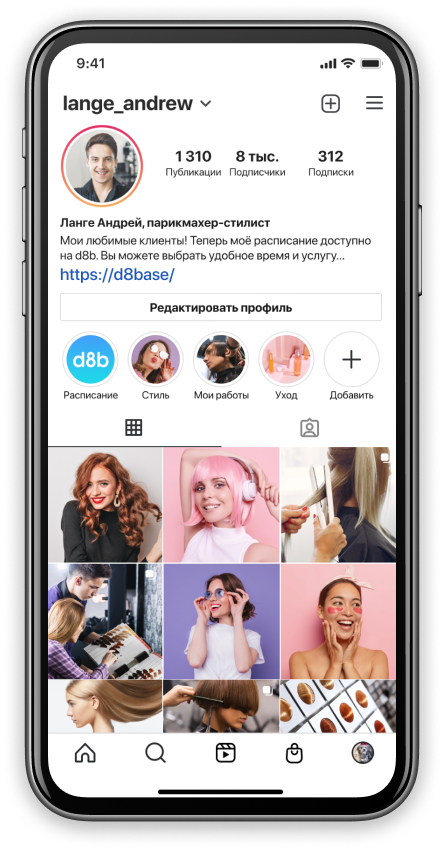 9:41
lange_andrew
1 310 8 тыс. 312
Публикации Подписчики Подписки
Ланге Андрей, парикмахер-стилист
Мои любимые клиенты! Теперь моё расписание доступно
на d8b. Вы можете выбрать удобное время и услугу...
https://d8base/
Редактировать профиль
d8b
Расписание Стиль Мои работы Уход Добавить